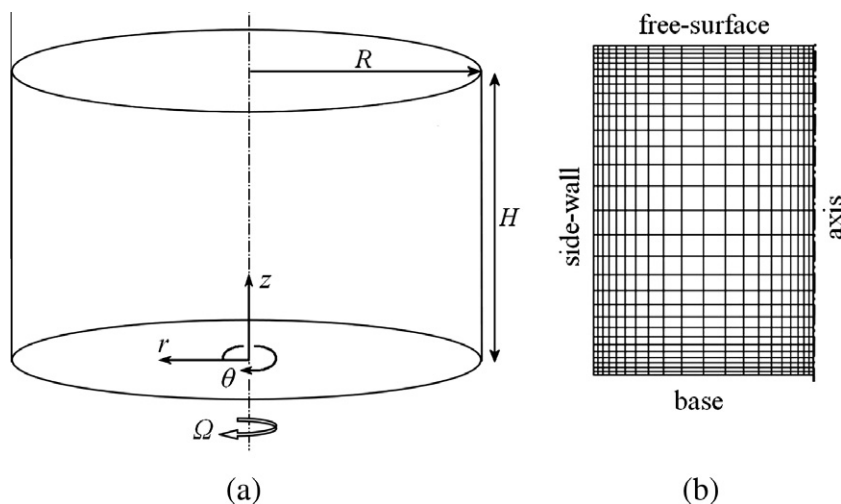 R
H
z
r
θ
Ω
(a)
free-surface
side-wall
axis
base
(b)